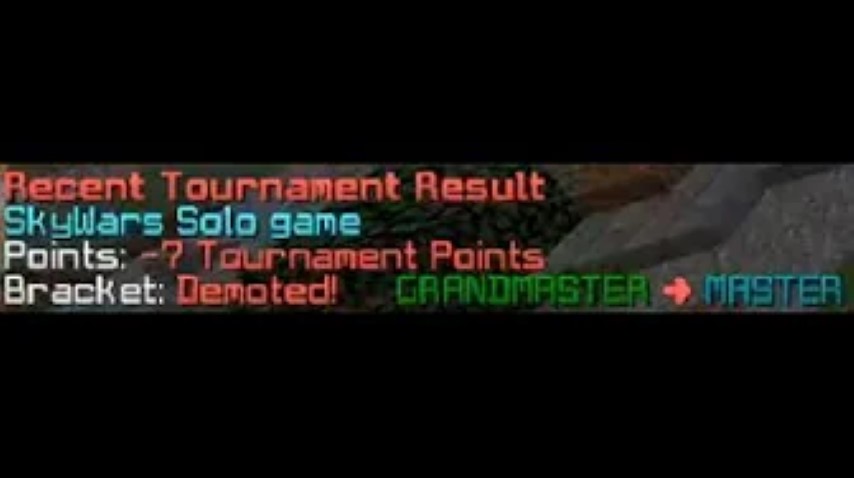 Recent Tournament Result
SkyWars Solo game
Points: -7 Tournament Points
Bracket: Demoted! GRANDMASTER → MASTER